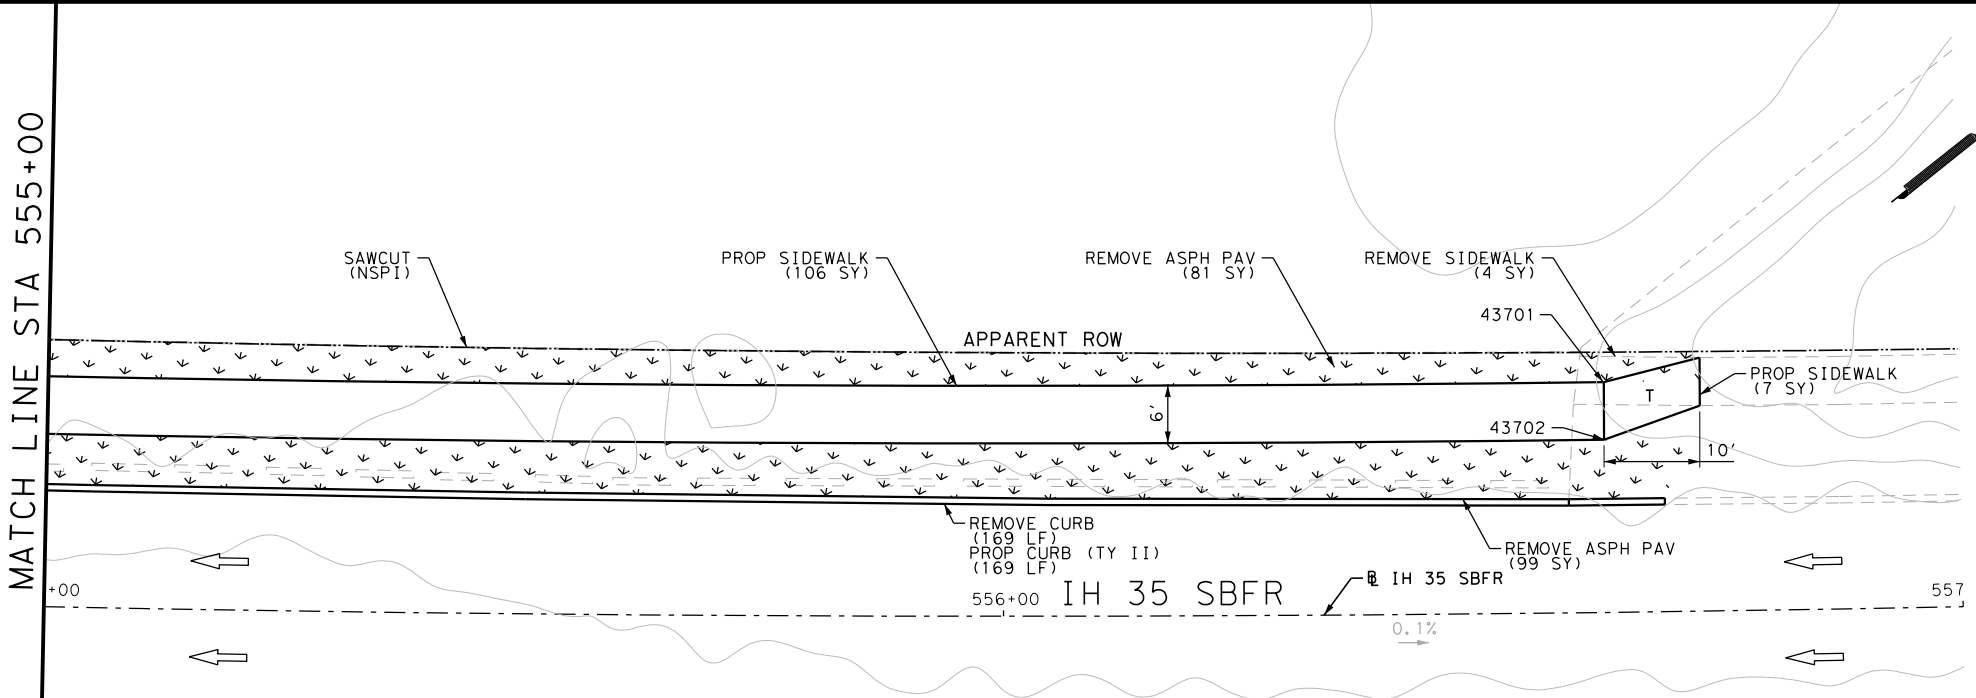 MATCH LINE STA 555+00
SAWCUT
(NSPI)
PROP SIDEWALK
(106 SY)
REMOVE ASPH PAV
(81 SY)
REMOVE SIDEWALK
(4 SY)
43701
APPARENT ROW
PROP SIDEWALK
(7 SY)
T
6'
43702
10'
REMOVE CURB
(169 LF)
PROP CURB (TY II)
(169 LF)
REMOVE ASPH PAV
(99 SY)
+00
556+00
IH 35 SBFR
BL IH 35 SBFR
557
0.1%